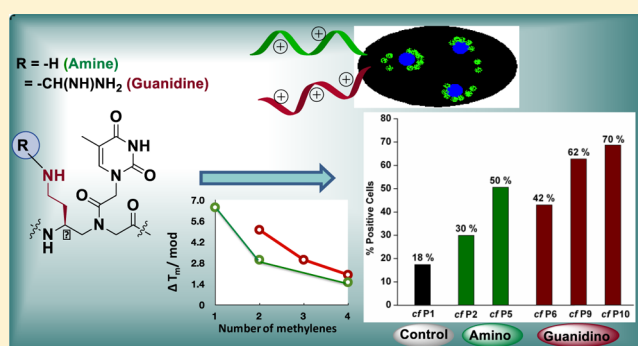 R = -H (Amine)
= -CH(NH)NH₂ (Guanidine)
R
NH
O
NH
N
O
O
N
N
H
O
?
7.0
5.6
4.2
2.8
1.4
Δ Tm/ mod
1 2 3 4
Number of methylenes
80
70
60
50
40
30
20
10
0
% Positive Cells
18 %
30 %
50 %
42 %
62 %
70 %
cf P1 cf P2 cf P5 cf P6 cf P9 cf P10
Control Amino Guanidino
+ + +
+ + +